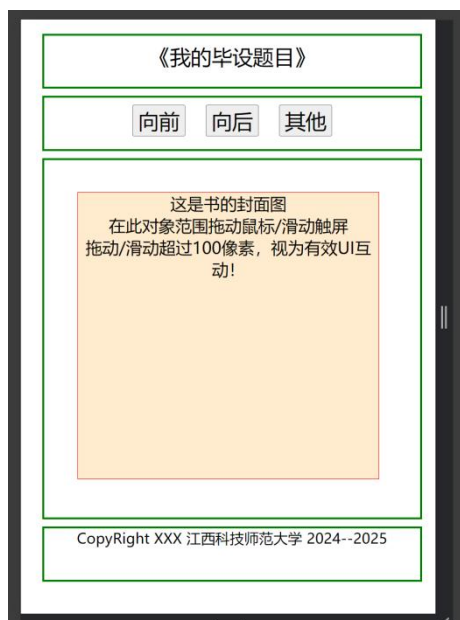 《我的毕设题目》
向前 向后 其他
这是书的封面图
在此对象范围拖动鼠标/滑动触屏
拖动/滑动超过100像素，视为有效UI互
动！
CopyRight XXX 江西科技师范大学 2024--2025